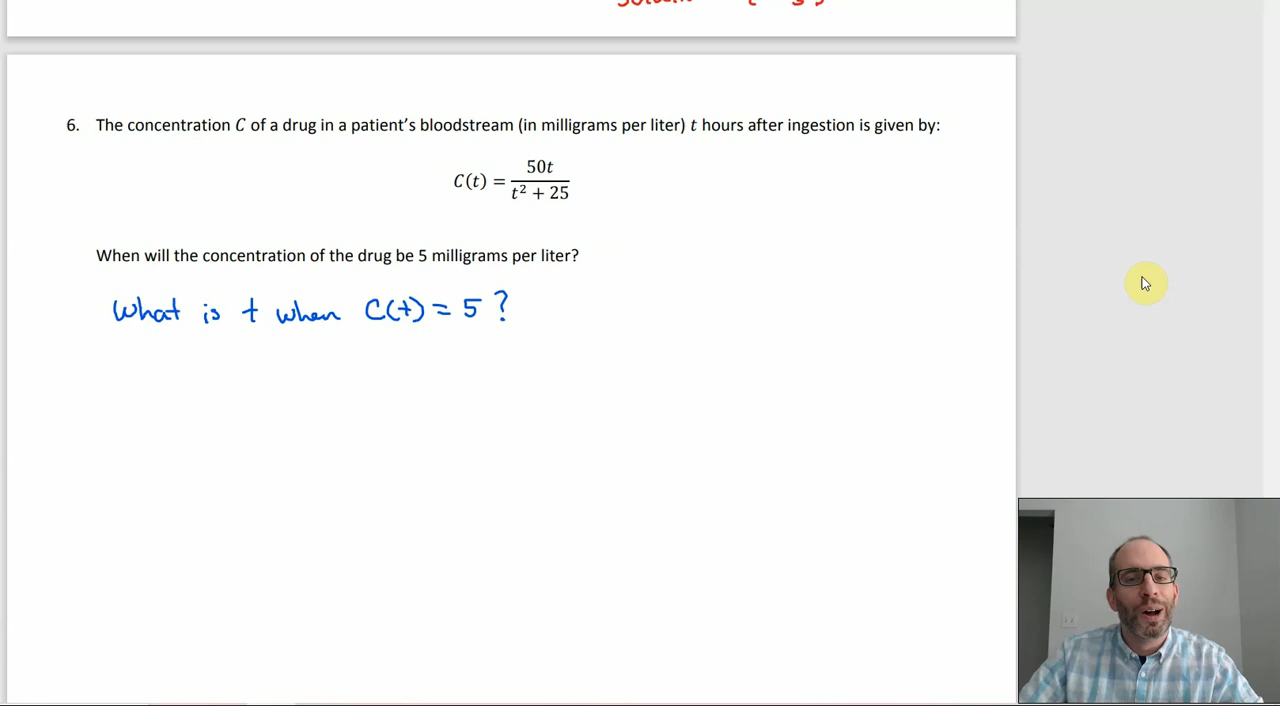 6. The concentration C of a drug in a patient's bloodstream (in milligrams per liter) t hours after ingestion is given by:
C(t) = 50t / t² + 25
When will the concentration of the drug be 5 milligrams per liter?
What is t when C(t) = 5 ?